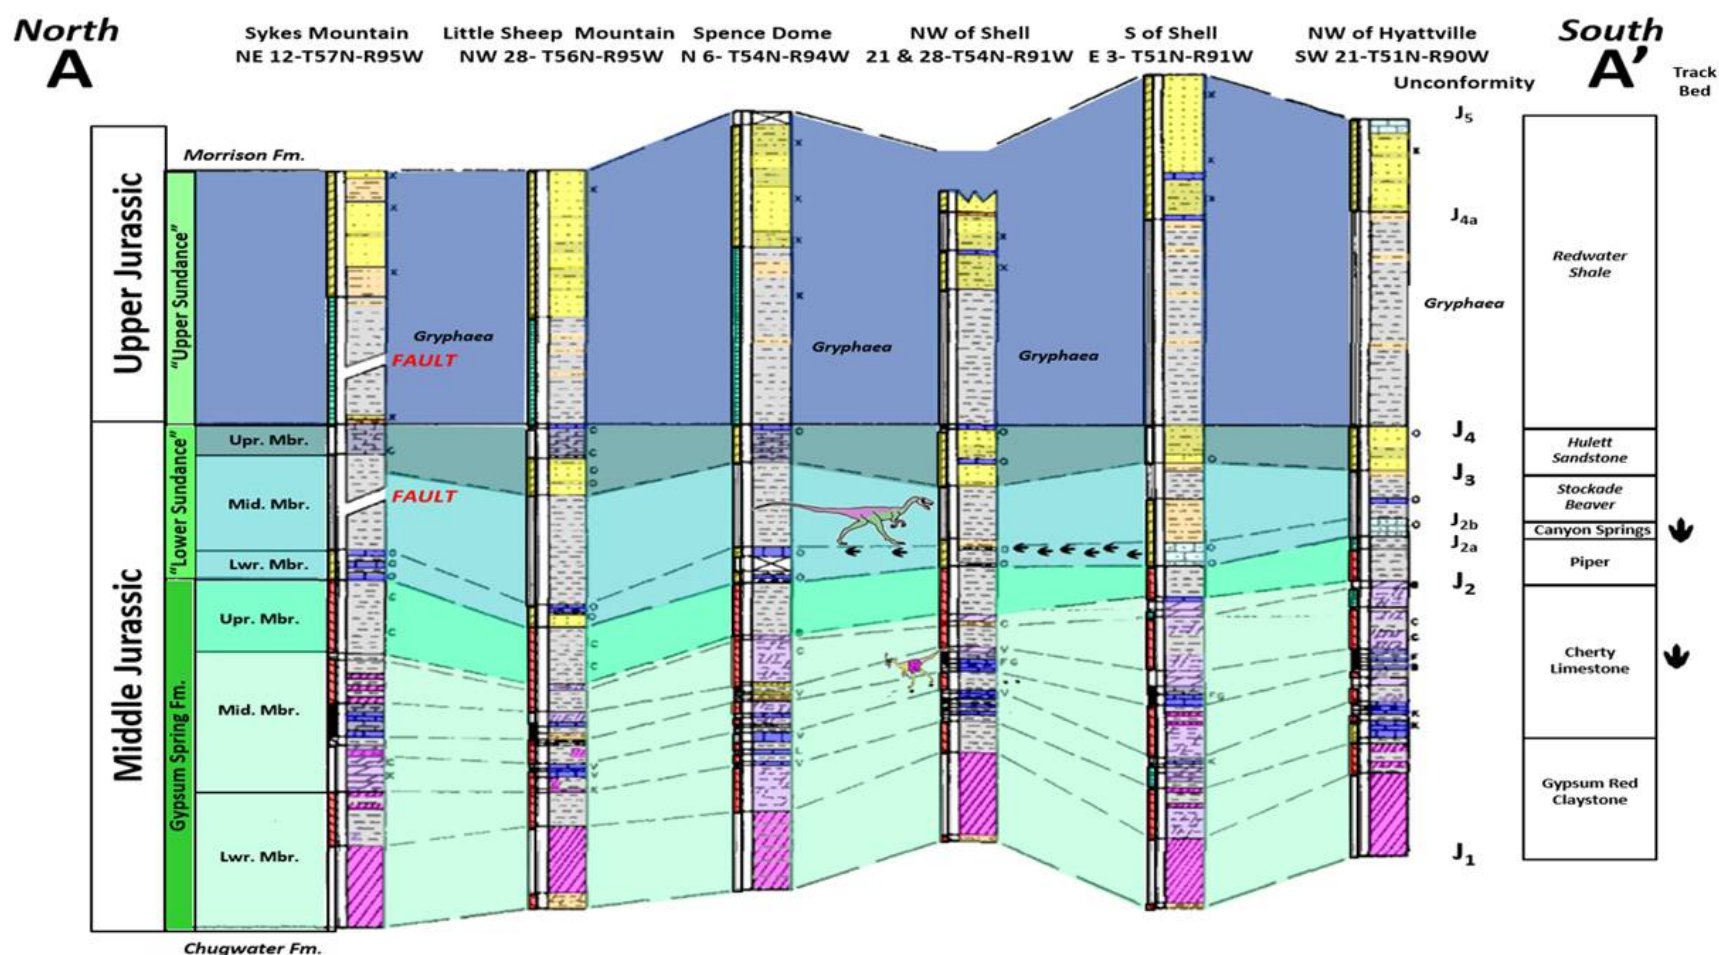 North
A
Sykes Mountain
NE 12-T57N-R95W
Little Sheep Mountain
NW 28- T56N-R95W
Spence Dome
N 6- T54N-R94W
NW of Shell
21 & 28-T54N-R91W
S of Shell
E 3- T51N-R91W
NW of Hyattville
SW 21-T51N-R90W
South
A'
Unconformity
Track
Bed
Morrison Fm.
Upper Jurassic
"Upper Sundance"
Gryphaea
FAULT
Gryphaea
Gryphaea
Gryphaea
J5
J4a
Redwater
Shale
Middle Jurassic
"Lower Sundance"
Upr. Mbr.
Mid. Mbr.
FAULT
Lwr. Mbr.
J4
J3
J2b
J2a
J2
Hulett
Sandstone
Stockade
Beaver
Canyon Springs
Piper
Gypsum Spring Fm.
Upr. Mbr.
Mid. Mbr.
Lwr. Mbr.
Cherty
Limestone
Gypsum Red
Claystone
J1
Chugwater Fm.